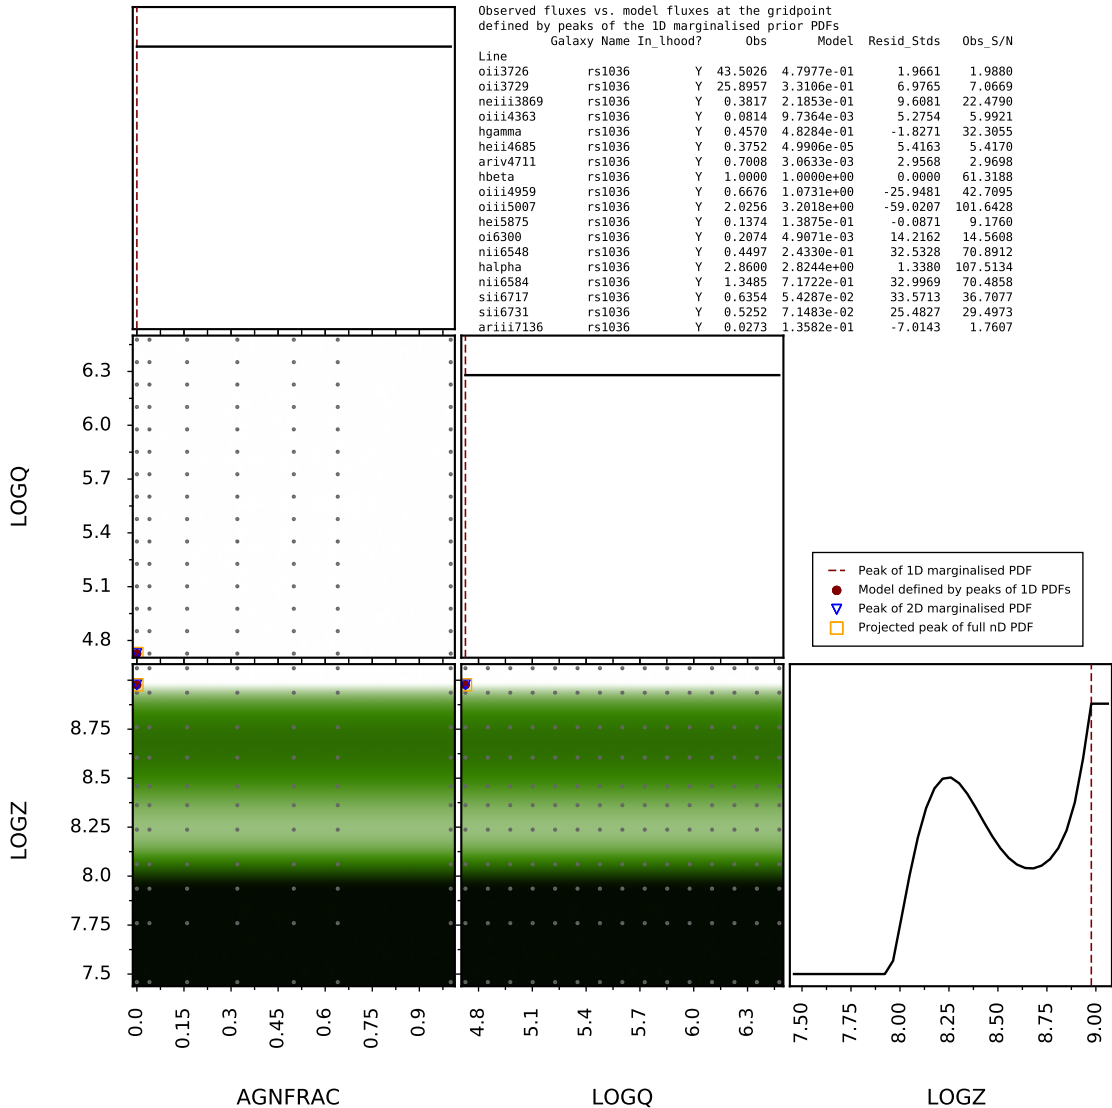 Observed fluxes vs. model fluxes at the gridpoint
defined by peaks of the 1D marginalised prior PDFs
Galaxy Name In_lhood? Obs Model Resid_Stds Obs_S/N
Line
oii3726 rs1036 Y 43.5026 4.7977e-01 1.9661 1.9880
oii3729 rs1036 Y 25.8957 3.3106e-01 6.9765 7.0669
neiii3869 rs1036 Y 0.3817 2.1853e-01 9.6081 22.4790
oiii4363 rs1036 Y 0.0814 9.7364e-03 5.2754 5.9921
hgamma rs1036 Y 0.4570 4.8284e-01 -1.8271 32.3055
heii4685 rs1036 Y 0.3752 4.9906e-05 5.4163 5.4170
ariv4711 rs1036 Y 0.7008 3.0633e-03 2.9568 2.9698
hbeta rs1036 Y 1.0000 1.0000e+00 0.0000 61.3188
oiii4959 rs1036 Y 0.6676 1.0731e+00 -25.9481 42.7095
oiii5007 rs1036 Y 2.0256 3.2018e+00 -59.0207 101.6428
hei5875 rs1036 Y 0.1374 1.3875e-01 -0.0871 9.1760
oi6300 rs1036 Y 0.2074 4.9071e-03 14.2162 14.5608
nii6548 rs1036 Y 0.4497 2.4330e-01 32.5328 70.8912
halpha rs1036 Y 2.8600 2.8244e+00 1.3380 107.5134
nii6584 rs1036 Y 1.3485 7.1722e-01 32.9969 70.4858
sii6717 rs1036 Y 0.6354 5.4287e-02 33.5713 36.7077
sii6731 rs1036 Y 0.5252 7.1483e-02 25.4827 29.4973
ariii7136 rs1036 Y 0.0273 1.3582e-01 -7.0143 1.7607
LOGQ
6.3
6.0
5.7
5.4
5.1
4.8
Peak of 1D marginalised PDF
Model defined by peaks of 1D PDFs
Peak of 2D marginalised PDF
Projected peak of full nD PDF
LOGZ
8.75
8.5
8.25
8.0
7.75
7.5
0.0 0.15 0.3 0.45 0.6 0.75 0.9
4.8 5.1 5.4 5.7 6.0 6.3
7.50 7.75 8.00 8.25 8.50 8.75 9.00
AGNFRAC LOGQ LOGZ